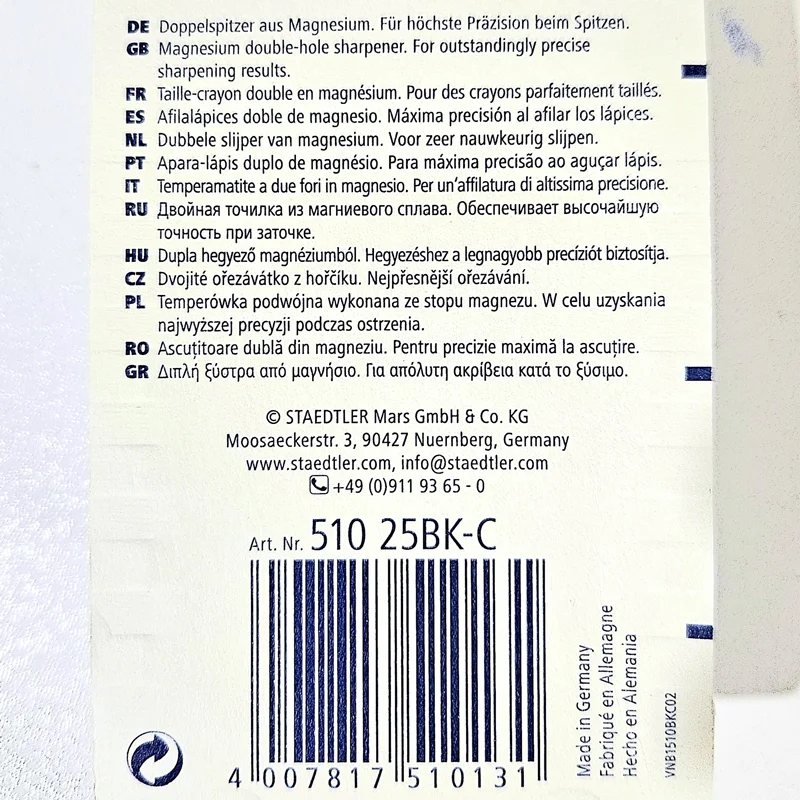 DE Doppelspitzer aus Magnesium. Für höchste Präzision beim Spitzen.
GB Magnesium double-hole sharpener. For outstandingly precise
sharpening results.
FR Taille-crayon double en magnésium. Pour des crayons parfaitement taillés.
ES Afilalápices doble de magnesio. Máxima precisión al afilar los lápices.
NL Dubbele slijper van magnesium. Voor zeer nauwkeurig slijpen.
PT Apara-lápis duplo de magnésio. Para máxima precisão ao aguçar lápis.
IT Temperamatite a due fori in magnesio. Per un'affilatura di altissima precisione.
RU Двойная точилка из магниевого сплава. Обеспечивает высочайшую
точность при заточке.
HU Dupla hegyező magnéziumból. Hegyezéshez a legnagyobb precíziót biztosítja.
CZ Dvojité ořezávátko z hořčíku. Nejpřesnější ořezávání.
PL Temperówka podwójna wykonana ze stopu magnezu. W celu uzyskania
najwyższej precyzji podczas ostrzenia.
RO Ascuțitoare dublă din magneziu. Pentru precizie maximă la ascuțire.
GR Διπλή ξύστρα από μαγνήσιο. Για απόλυτη ακρίβεια κατά το ξύσιμο.
© STAEDTLER Mars GmbH & Co. KG
Moosaeckerstr. 3, 90427 Nuernberg, Germany
www.staedtler.com, info@staedtler.com
+49 (0)911 93 65 - 0
Art. Nr. 510 25BK-C
4 007817 510131
Made in Germany
Fabriqué en Allemagne
Hecho en Alemania
VNB1510BKC02